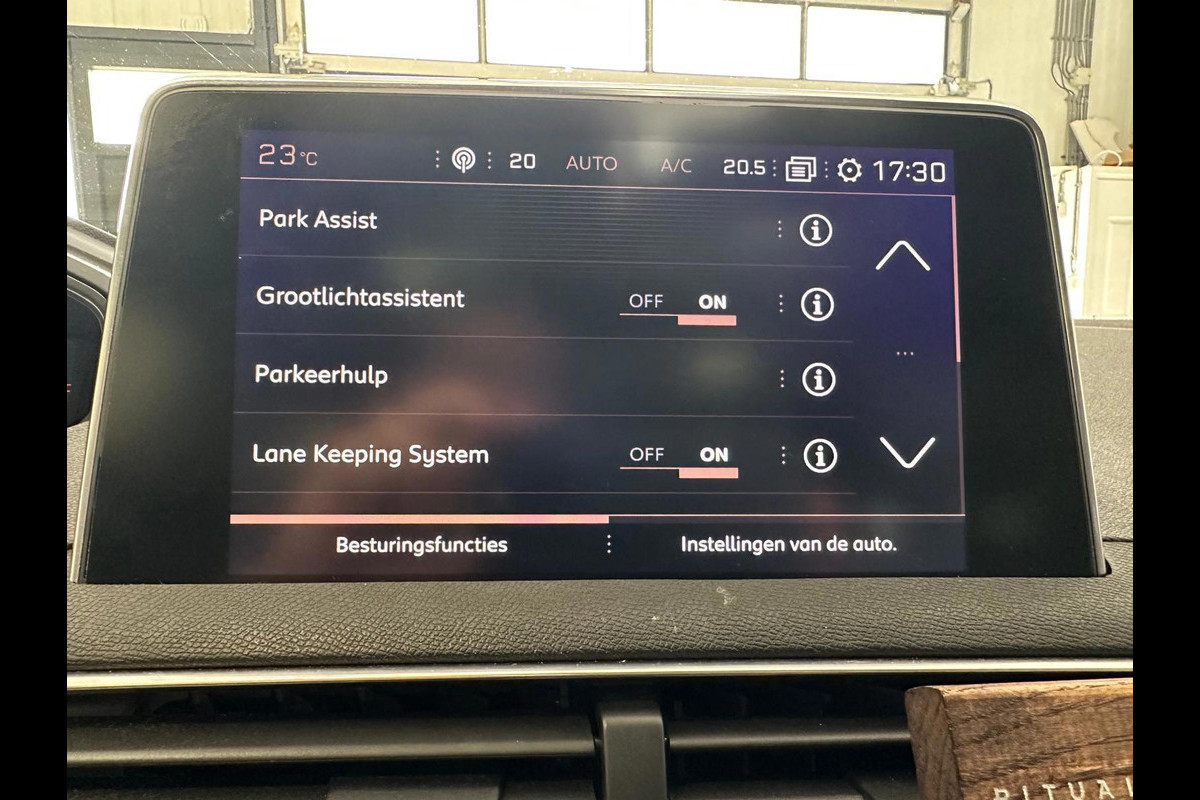 23°C 20 AUTO A/C 20.5 17:30
Park Assist
Grootlichtassistent OFF ON
Parkeerhulp
Lane Keeping System OFF ON
Besturingsfuncties Instellingen van de auto.
RITUAL